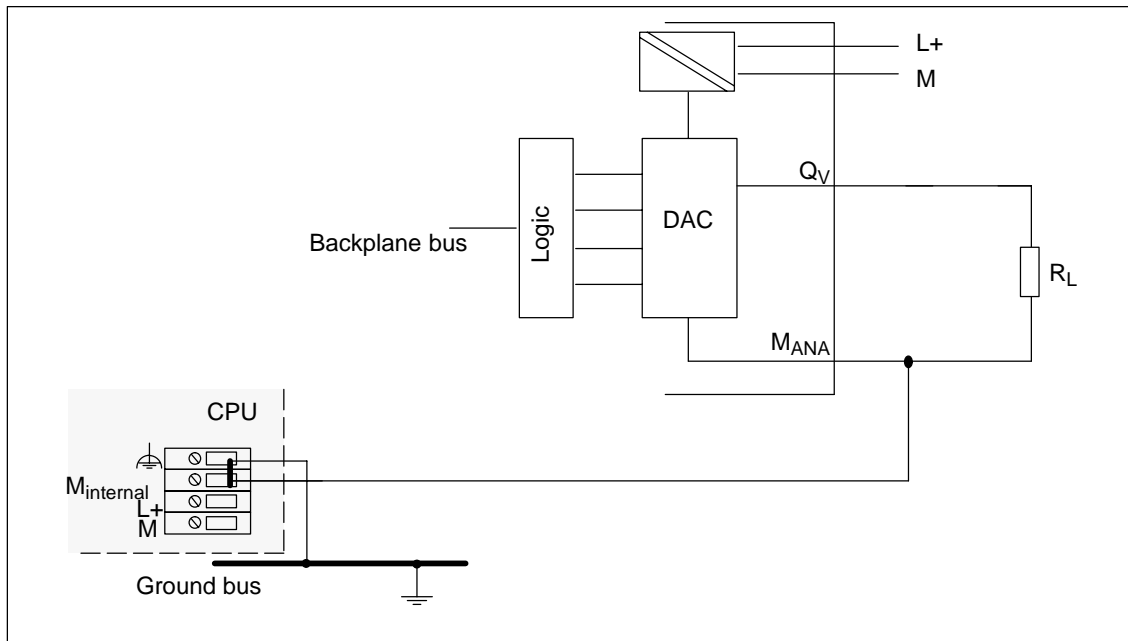 L+
M
QV
DAC
Logic
Backplane bus
RL
MANA
CPU
Minternal
L+
M
Ground bus